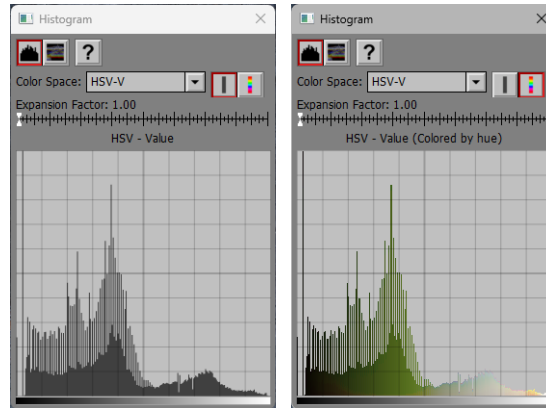 Histogram
?
Color Space: HSV-V
Expansion Factor: 1.00
HSV - Value
Histogram
?
Color Space: HSV-V
Expansion Factor: 1.00
HSV - Value (Colored by hue)